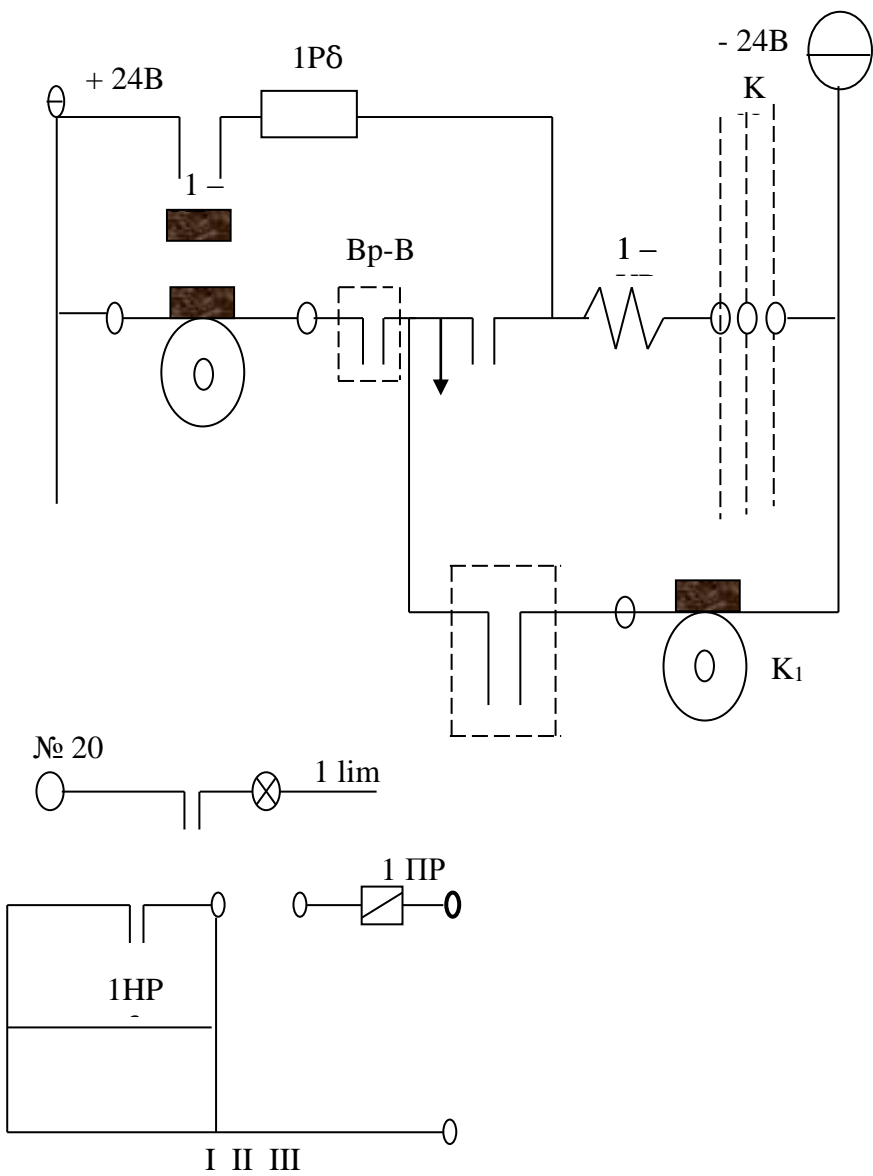 - 24В
1Рδ
+ 24В
К
1 –
Вр-В
1 –
К₁
№ 20
1 lim
1 ПР
1НР
I II III